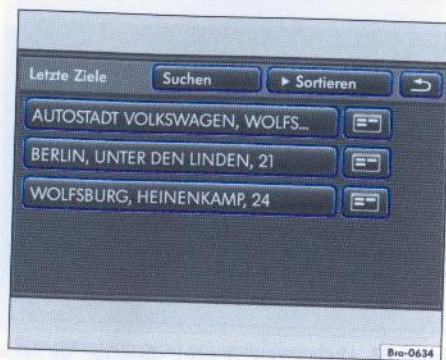 Letzte Ziele Suchen ▸ Sortieren
AUTOSTADT VOLKSWAGEN, WOLFS...
BERLIN, UNTER DEN LINDEN, 21
WOLFSBURG, HEINENKAMP, 24
Bra-0634